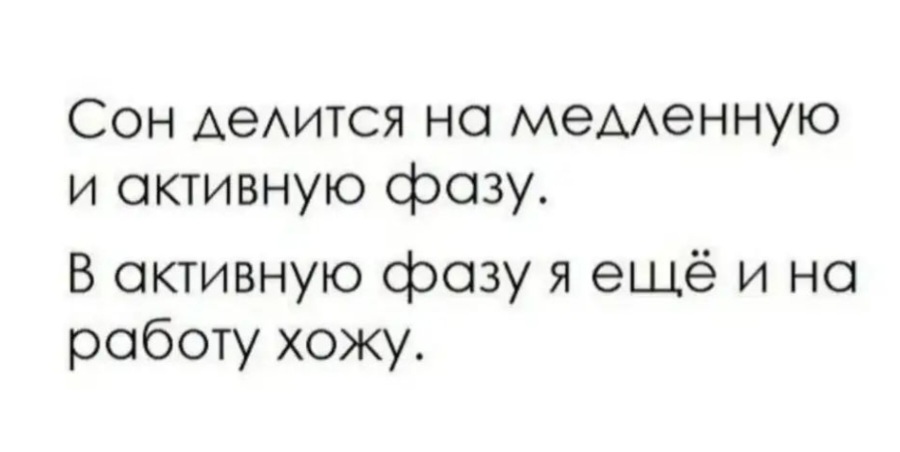 Сон делится на медленную
и активную фазу.
В активную фазу я ещё и на
работу хожу.